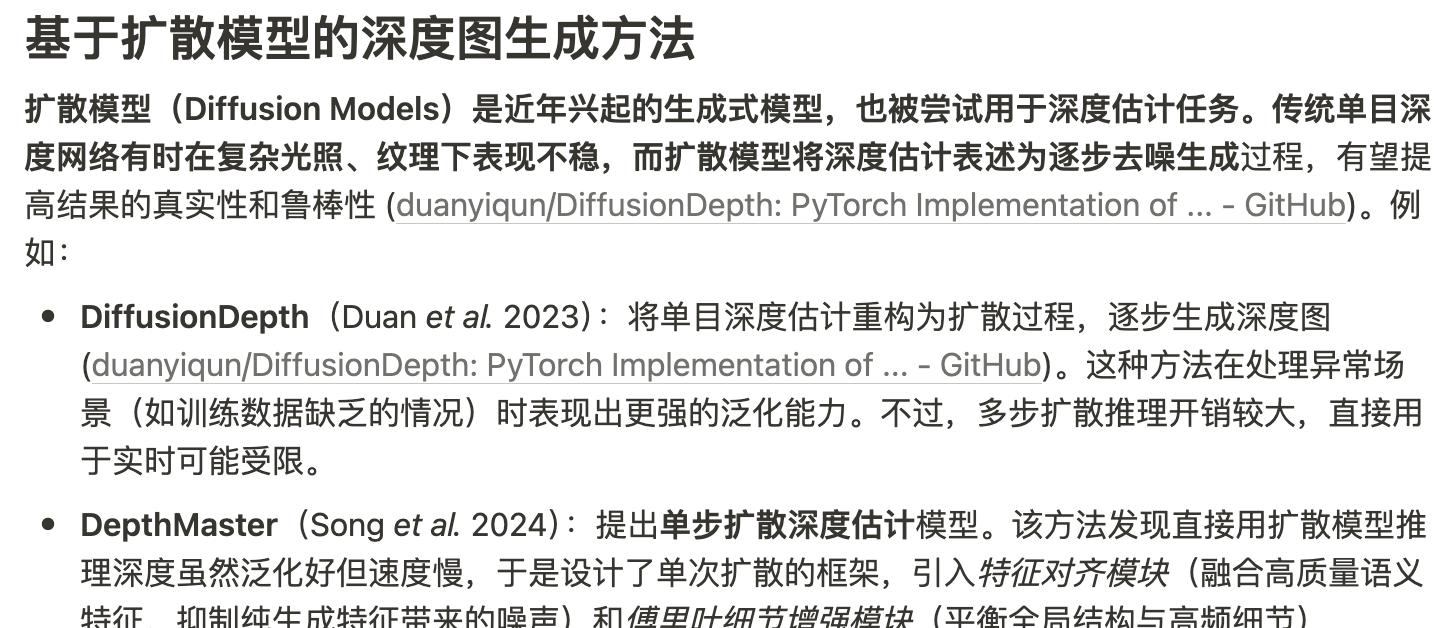 基于扩散模型的深度图生成方法
扩散模型（Diffusion Models）是近年兴起的生成式模型，也被尝试用于深度估计任务。传统单目深
度网络有时在复杂光照、纹理下表现不稳，而扩散模型将深度估计表述为逐步去噪生成过程，有望提
高结果的真实性和鲁棒性 (duanyiqun/DiffusionDepth: PyTorch Implementation of ... - GitHub)。例
如：
• DiffusionDepth（Duan et al. 2023）：将单目深度估计重构为扩散过程，逐步生成深度图
(duanyiqun/DiffusionDepth: PyTorch Implementation of ... - GitHub)。这种方法在处理异常场
景（如训练数据缺乏的情况）时表现出更强的泛化能力。不过，多步扩散推理开销较大，直接用
于实时可能受限。
• DepthMaster（Song et al. 2024）：提出单步扩散深度估计模型。该方法发现直接用扩散模型推
理深度虽然泛化好但速度慢，于是设计了单次扩散的框架，引入特征对齐模块（融合高质量语义
特征，抑制纯生成特征带来的噪声）和傅里叶细节增强模块（平衡全局结构与高频细节）